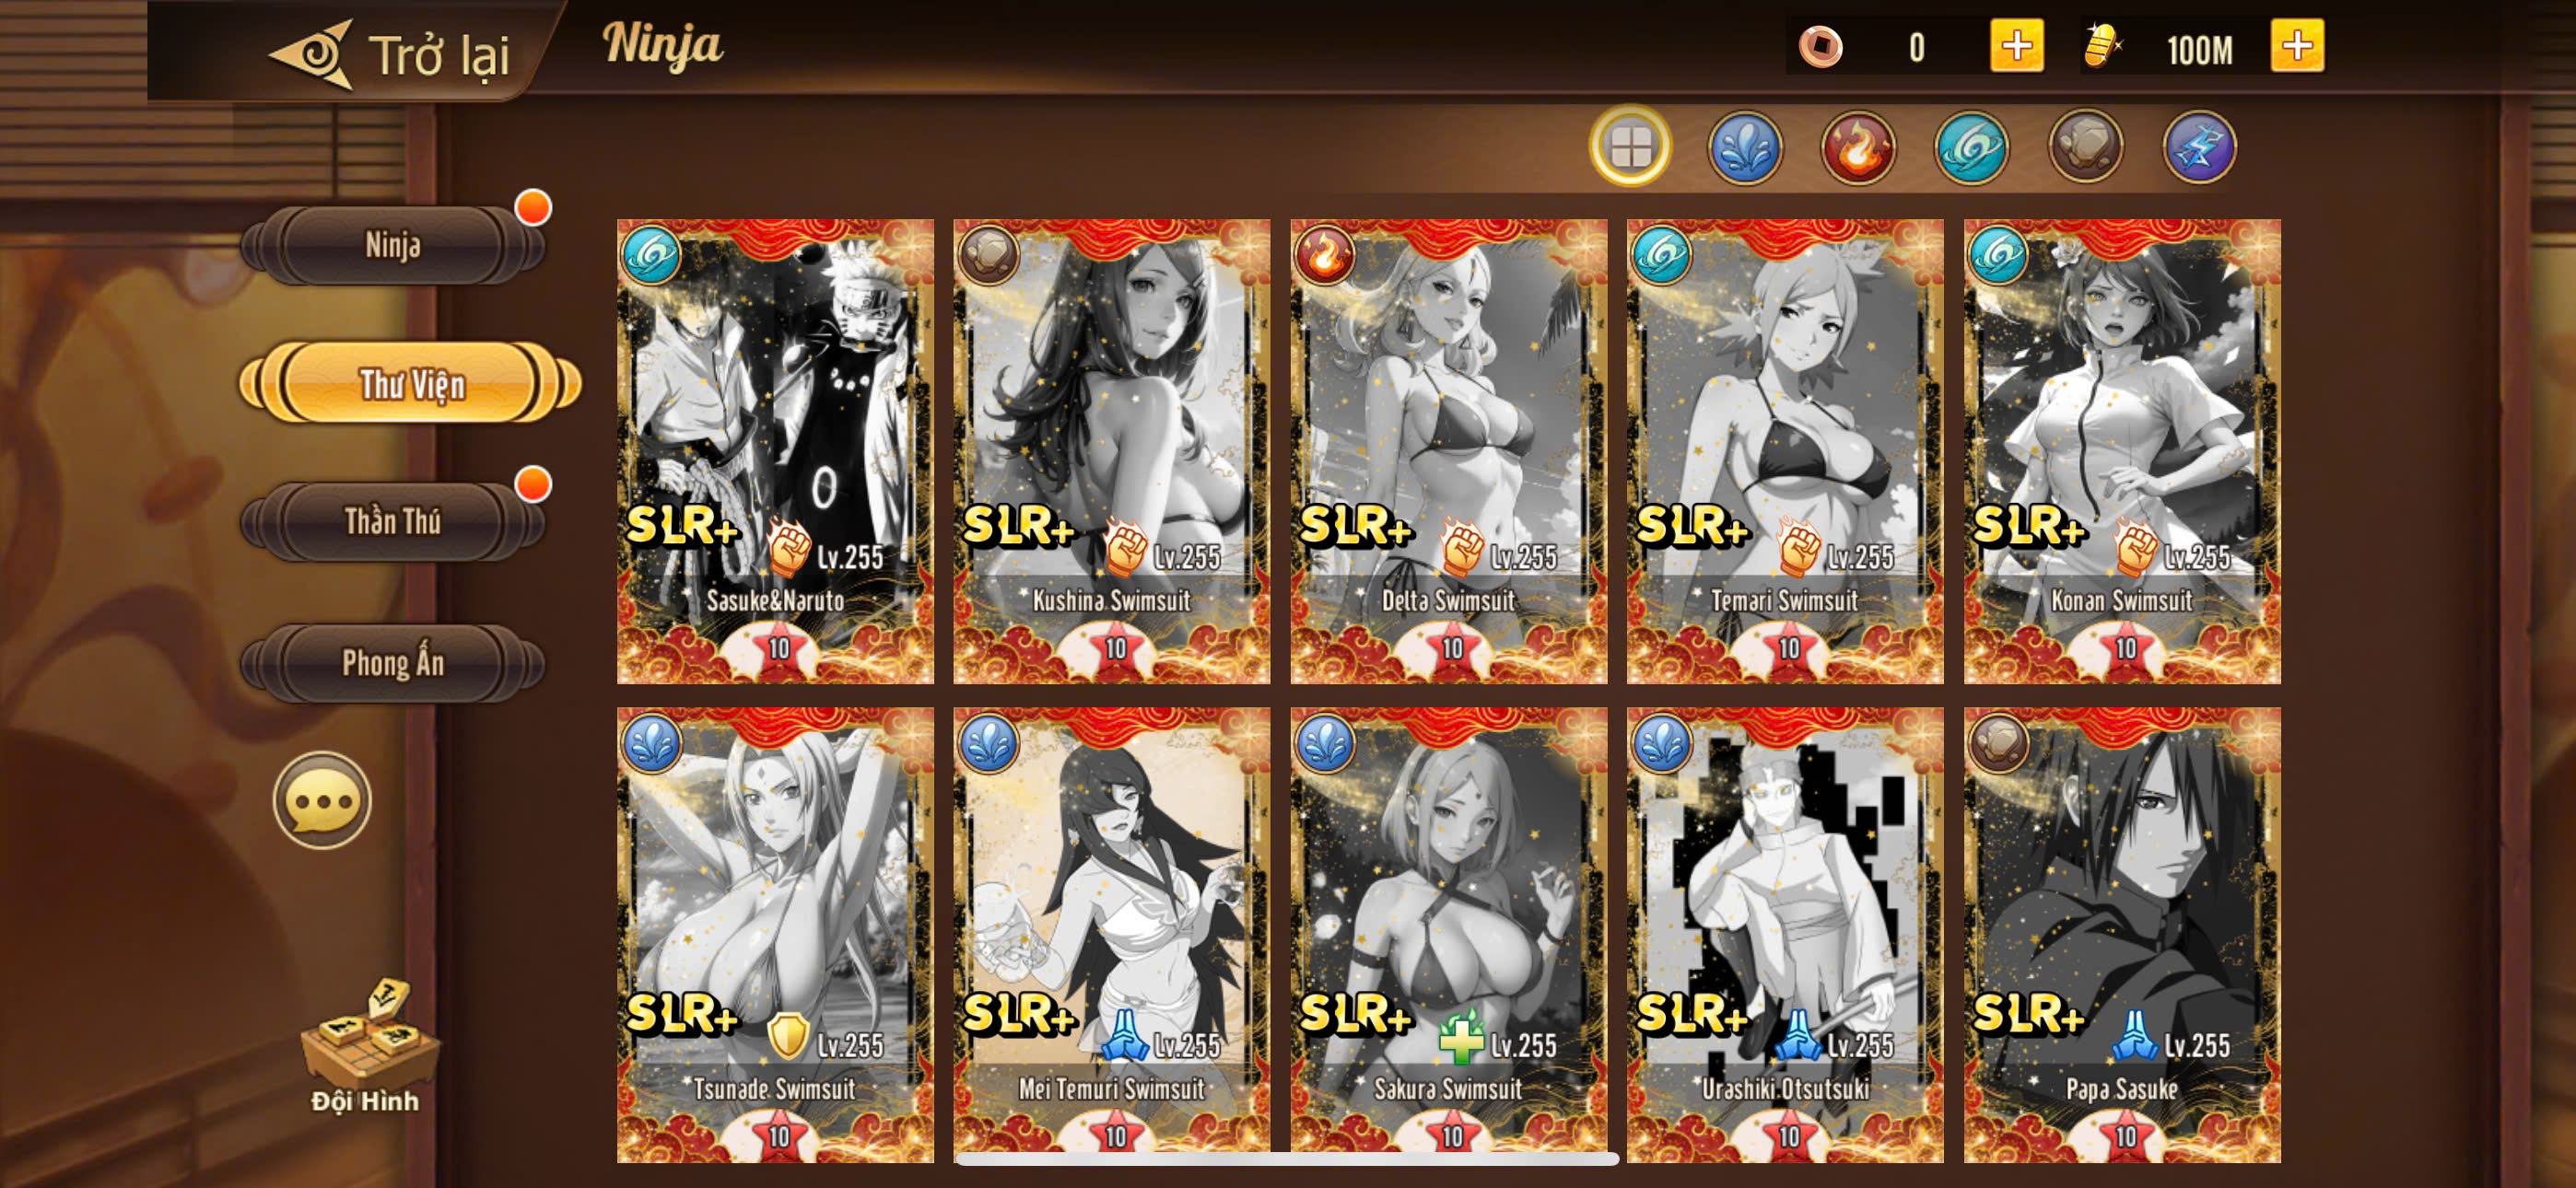 Trở lại
Ninja
0
100M
Ninja
Thư Viện
Thần Thú
Phong Ấn
Đội Hình
SLR+
Lv.255
Sasuke&Naruto
10
SLR+
Lv.255
Kushina Swimsuit
10
SLR+
Lv.255
Delta Swimsuit
10
SLR+
Lv.255
Temari Swimsuit
10
SLR+
Lv.255
Konan Swimsuit
10
SLR+
Lv.255
Tsunade Swimsuit
10
SLR+
Lv.255
Mei Temuri Swimsuit
10
SLR+
Lv.255
Sakura Swimsuit
10
SLR+
Lv.255
Urashiki Otsutsuki
10
SLR+
Lv.255
Papa Sasuke
10